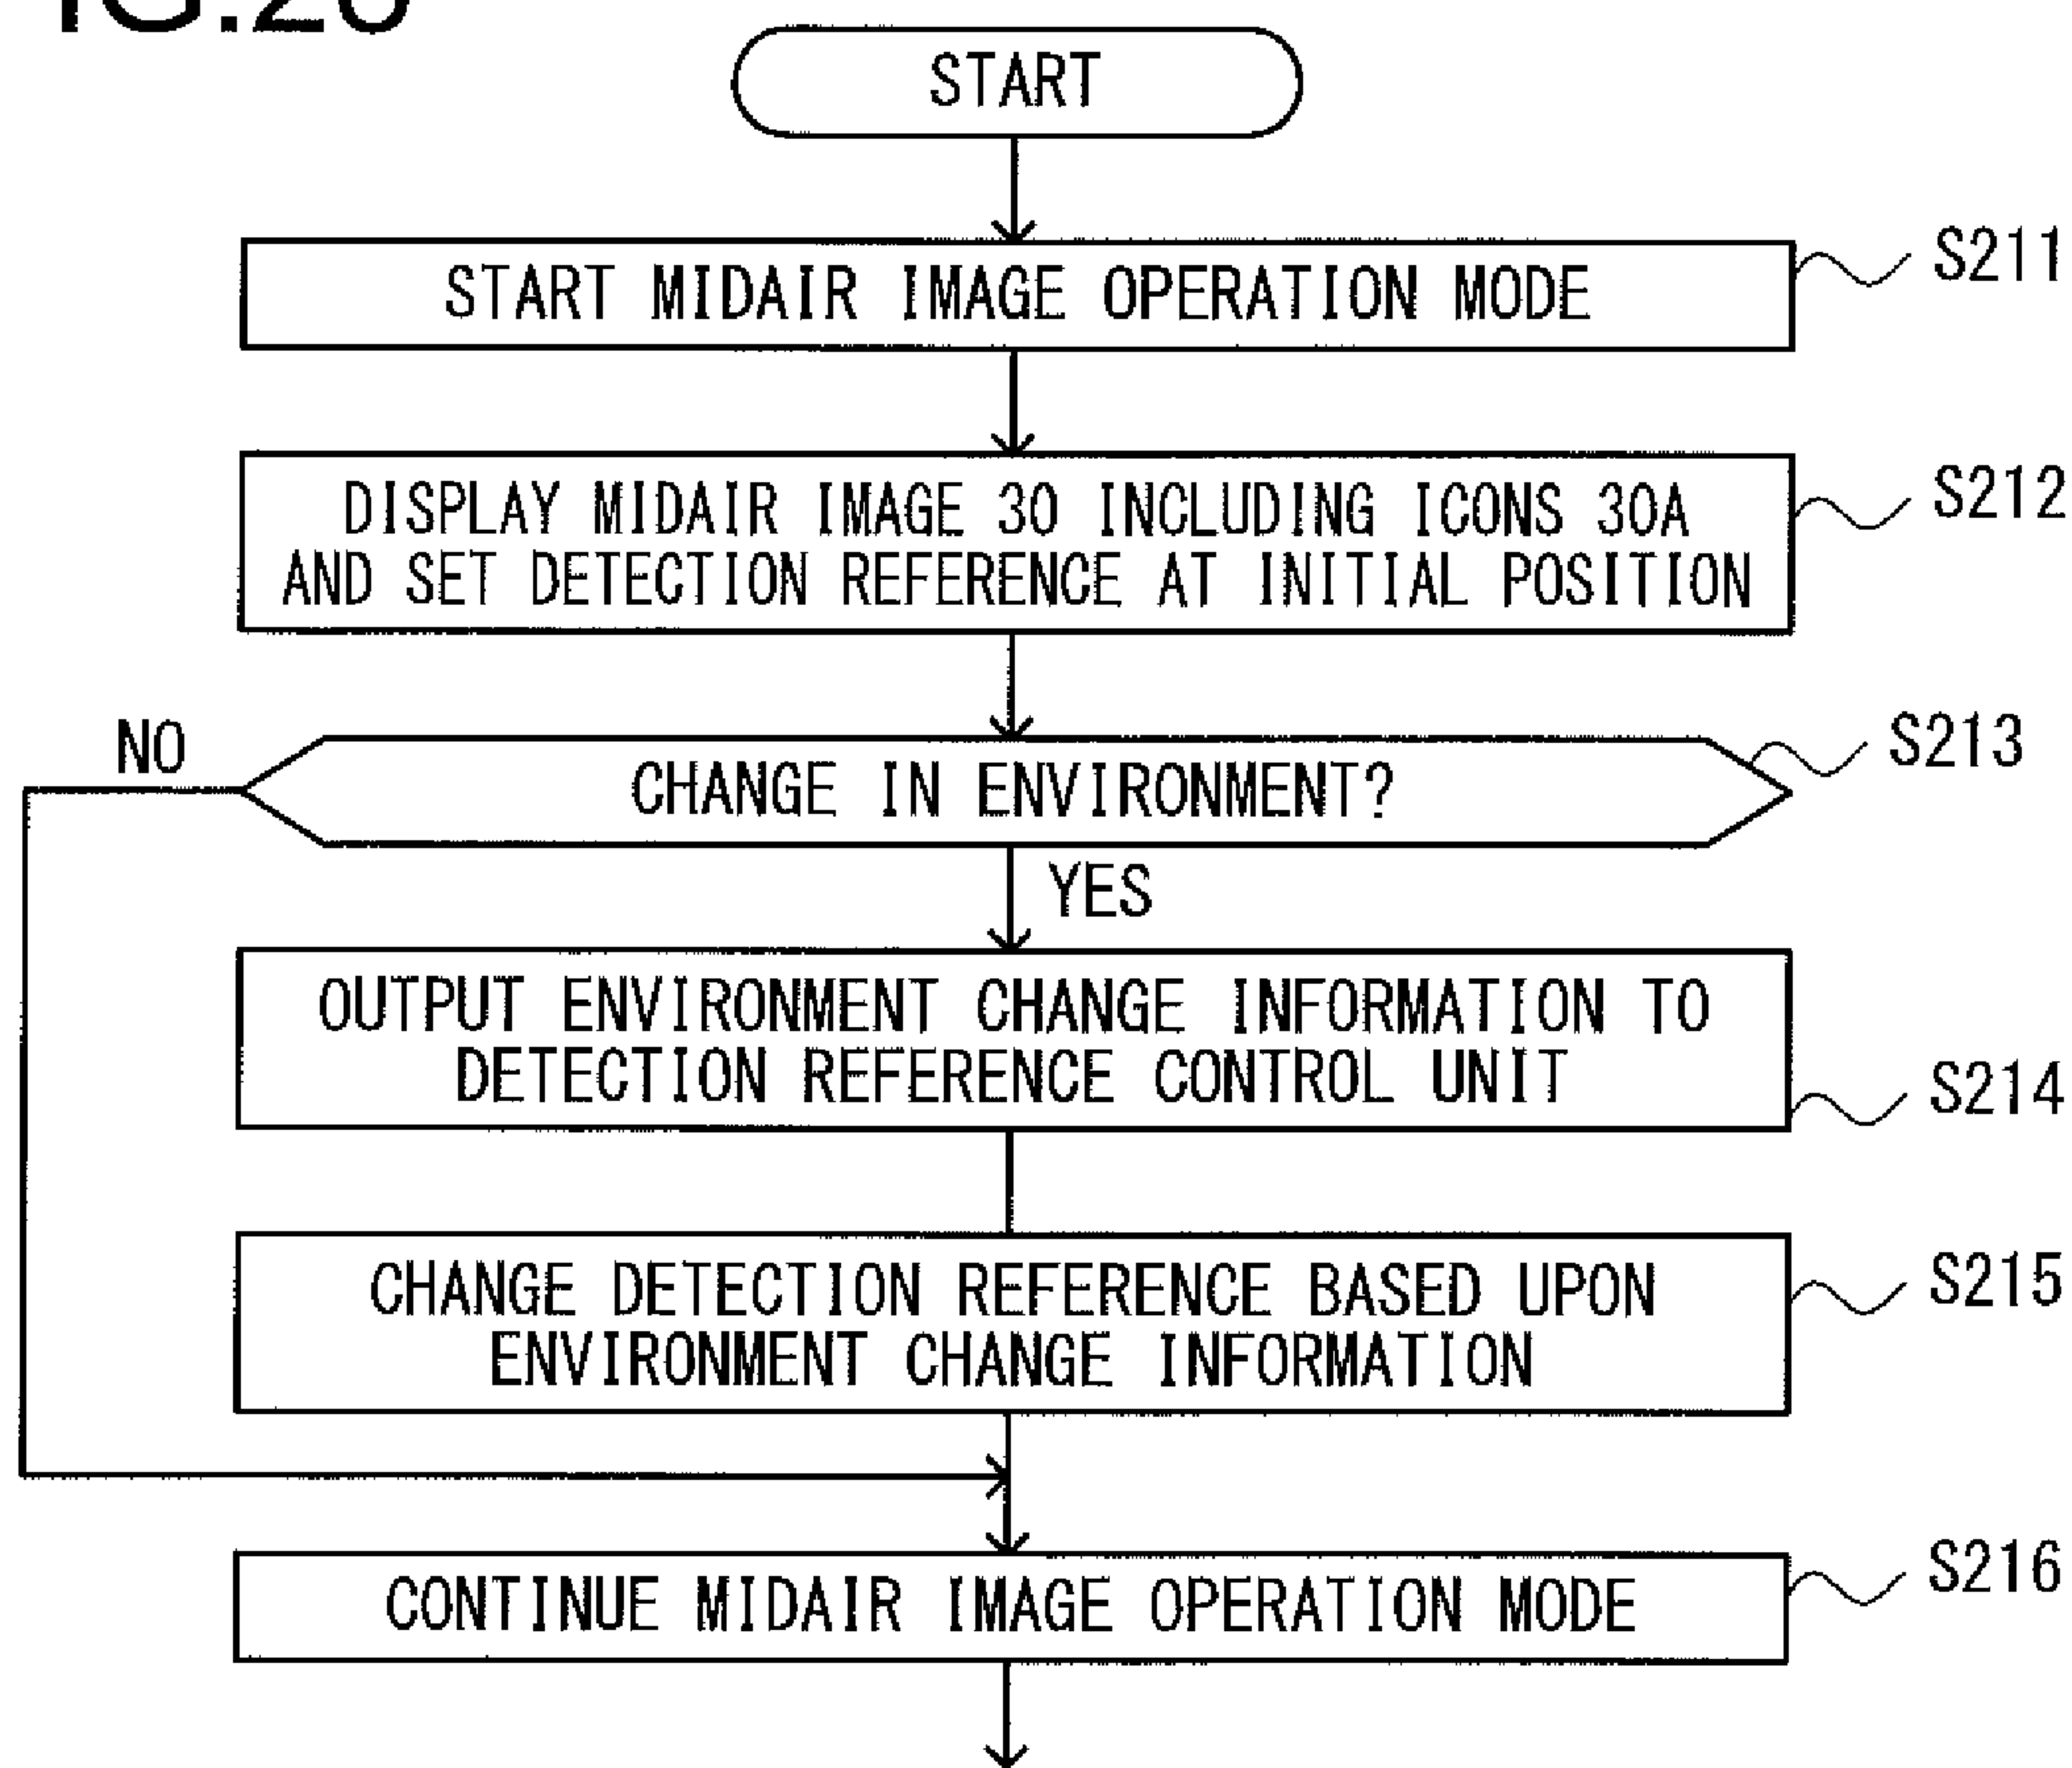 START
START MIDAIR IMAGE OPERATION MODE
S211
DISPLAY MIDAIR IMAGE 30 INCLUDING ICONS 30A
AND SET DETECTION REFERENCE AT INITIAL POSITION
S212
NO
CHANGE IN ENVIRONMENT?
S213
YES
OUTPUT ENVIRONMENT CHANGE INFORMATION TO
DETECTION REFERENCE CONTROL UNIT
S214
CHANGE DETECTION REFERENCE BASED UPON
ENVIRONMENT CHANGE INFORMATION
S215
CONTINUE MIDAIR IMAGE OPERATION MODE
S216